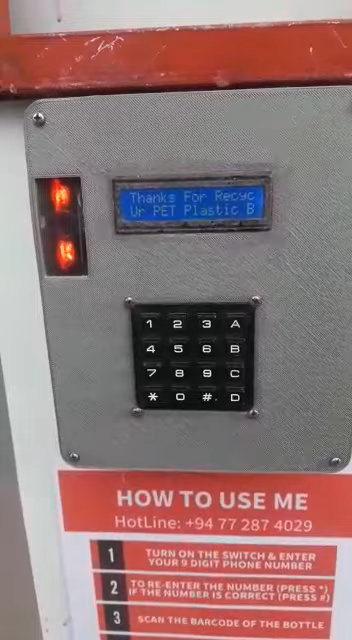 Thanks For Recyc
Ur PET Plastic B
1 2 3 A
4 5 6 B
7 8 9 C
* 0 # D
HOW TO USE ME
HotLine: +94 77 287 4029
1 TURN ON THE SWITCH & ENTER
YOUR 9 DIGIT PHONE NUMBER
2 TO RE-ENTER THE NUMBER (PRESS *)
IF THE NUMBER IS CORRECT (PRESS #)
3 SCAN THE BARCODE OF THE BOTTLE